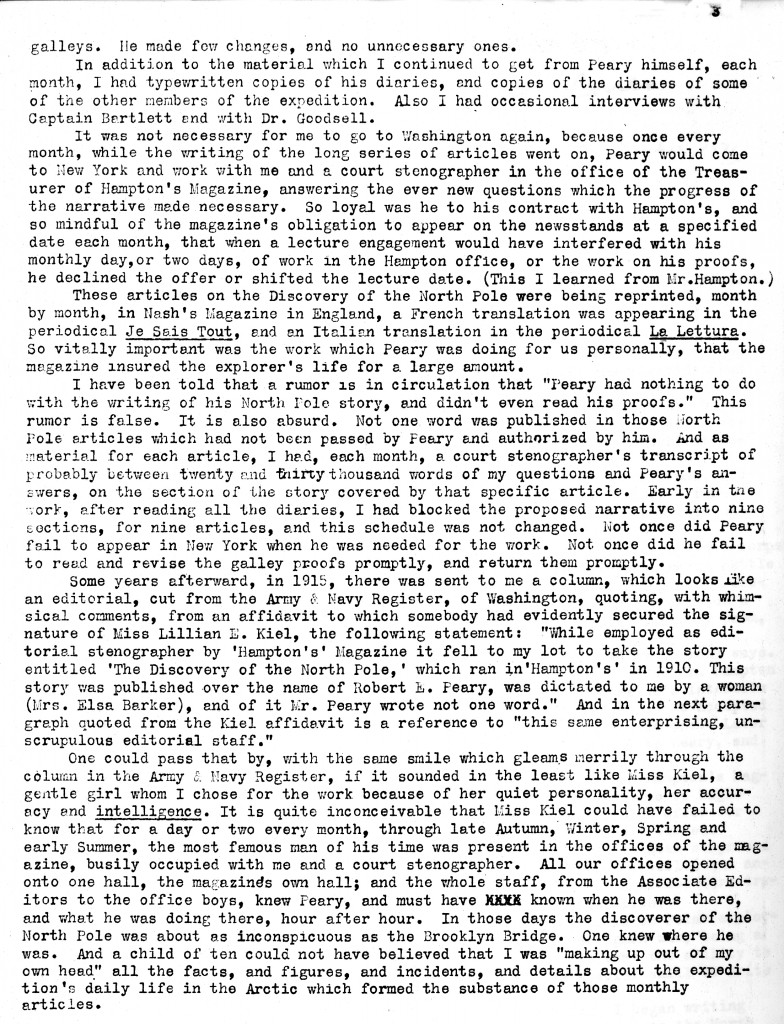 3
galleys. He made few changes, and no unnecessary ones.
In addition to the material which I continued to get from Peary himself, each
month, I had typewritten copies of his diaries, and copies of the diaries of some
of the other members of the expedition. Also I had occasional interviews with
Captain Bartlett and with Dr. Goodsell.
It was not necessary for me to go to Washington again, because once every
month, while the writing of the long series of articles went on, Peary would come
to New York and work with me and a court stenographer in the office of the Treas-
urer of Hampton's Magazine, answering the ever new questions which the progress of
the narrative made necessary. So loyal was he to his contract with Hampton's, and
so mindful of the magazine's obligation to appear on the newsstands at a specified
date each month, that when a lecture engagement would have interfered with his
monthly day,or two days, of work in the Hampton office, or the work on his proofs,
he declined the offer or shifted the lecture date. (This I learned from Mr.Hampton.)
These articles on the Discovery of the North Pole were being reprinted, month
by month, in Nash's Magazine in England, a French translation was appearing in the
periodical Je Sais Tout, and an Italian translation in the periodical La Lettura.
So vitally important was the work which Peary was doing for us personally, that the
magazine insured the explorer's life for a large amount.
I have been told that a rumor is in circulation that "Peary had nothing to do
with the writing of his North Pole story, and didn't even read his proofs." This
rumor is false. It is also absurd. Not one word was published in those North
Pole articles which had not been passed by Peary and authorized by him. And as
material for each article, I had, each month, a court stenographer's transcript of
probably between twenty and thirty thousand words of my questions and Peary's an-
swers, on the section of the story covered by that specific article. Early in the
work, after reading all the diaries, I had blocked the proposed narrative into nine
sections, for nine articles, and this schedule was not changed. Not once did Peary
fail to appear in New York when he was needed for the work. Not once did he fail
to read and revise the galley proofs promptly, and return them promptly.
Some years afterward, in 1915, there was sent to me a column, which looks like
an editorial, cut from the Army & Navy Register, of Washington, quoting, with whim-
sical comments, from an affidavit to which somebody had evidently secured the sig-
nature of Miss Lillian E. Kiel, the following statement: "While employed as edi-
torial stenographer by 'Hampton's' Magazine it fell to my lot to take the story
entitled 'The Discovery of the North Pole,' which ran in'Hampton's' in 1910. This
story was published over the name of Robert E. Peary, was dictated to me by a woman
(Mrs. Elsa Barker), and of it Mr. Peary wrote not one word." And in the next para-
graph quoted from the Kiel affidavit is a reference to "this same enterprising, un-
scrupulous editorial staff."
One could pass that by, with the same smile which gleams merrily through the
column in the Army & Navy Register, if it sounded in the least like Miss Kiel, a
gentle girl whom I chose for the work because of her quiet personality, her accur-
acy and intelligence. It is quite inconceivable that Miss Kiel could have failed to
know that for a day or two every month, through late Autumn, Winter, Spring and
early Summer, the most famous man of his time was present in the offices of the mag-
azine, busily occupied with me and a court stenographer. All our offices opened
onto one hall, the magazine's own hall; and the whole staff, from the Associate Ed-
itors to the office boys, knew Peary, and must have XXXX known when he was there,
and what he was doing there, hour after hour. In those days the discoverer of the
North Pole was about as inconspicuous as the Brooklyn Bridge. One knew where he
was. And a child of ten could not have believed that I was "making up out of my
own head" all the facts, and figures, and incidents, and details about the expedi-
tion's daily life in the Arctic which formed the substance of those monthly
articles.